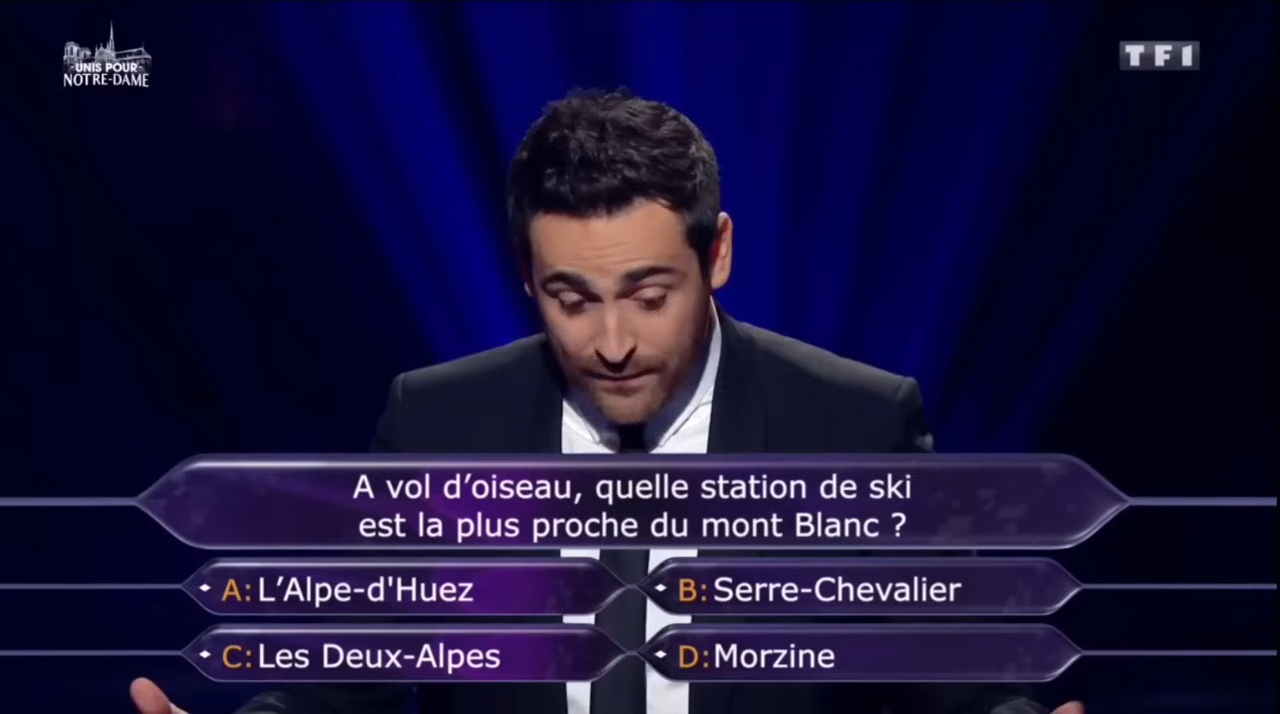 UNIS POUR
NOTRE-DAME
TF1
A vol d’oiseau, quelle station de ski
est la plus proche du mont Blanc ?
A: L’Alpe-d'Huez
B: Serre-Chevalier
C: Les Deux-Alpes
D: Morzine